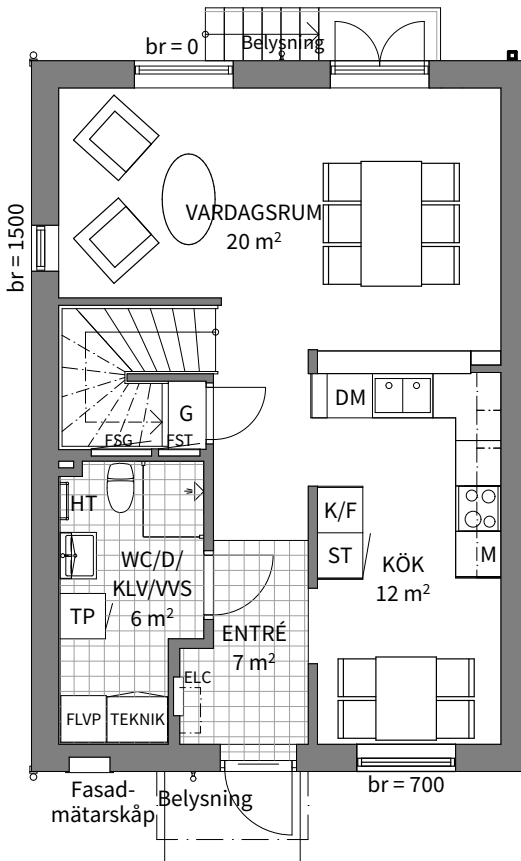 br = 0
Belysning
VARDAGSRUM
20 m²
br = 1500
G
DM
FSG
FST
HT
K/F
ST
M
KÖK
12 m²
WC/D/
KLV/VVS
6 m²
TP
ENTRÉ
7 m²
ELC
FLVP
TEKNIK
Fasad-
mätarskåp
Belysning
br = 700